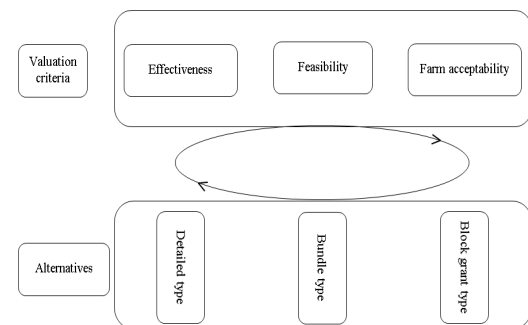 Valuation
criteria
Effectiveness
Feasibility
Farm acceptability
Alternatives
Detailed type
Bundle type
Block grant type